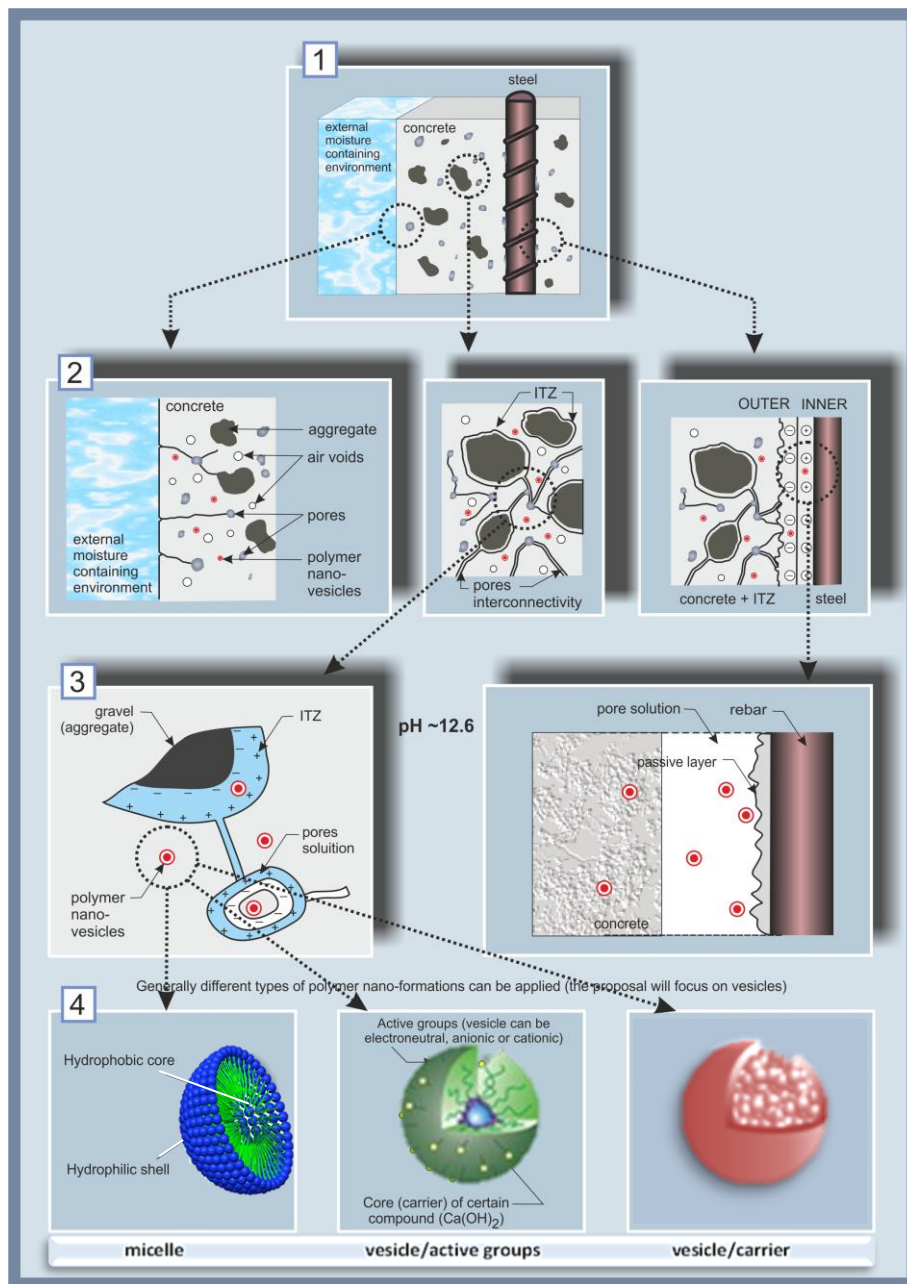 1
steel
external
moisture
containing
environment
concrete
2
concrete
aggregate
air voids
pores
polymer
nano-
vesicles
external
moisture
containing
environment
ITZ
pores
interconnectivity
OUTER INNER
concrete + ITZ steel
3
gravel
(aggregate)
ITZ
pores
solution
polymer
nano-
vesicles
pH ~12.6
pore solution
rebar
passive layer
concrete
Generally different types of polymer nano-formations can be applied (the proposal will focus on vesicles)
4
Hydrophobic core
Hydrophilic shell
Active groups (vesicle can be
electroneutral, anionic or cationic)
Core (carrier) of certain
compound (Ca(OH)2)
micelle
vesicle/active groups
vesicle/carrier